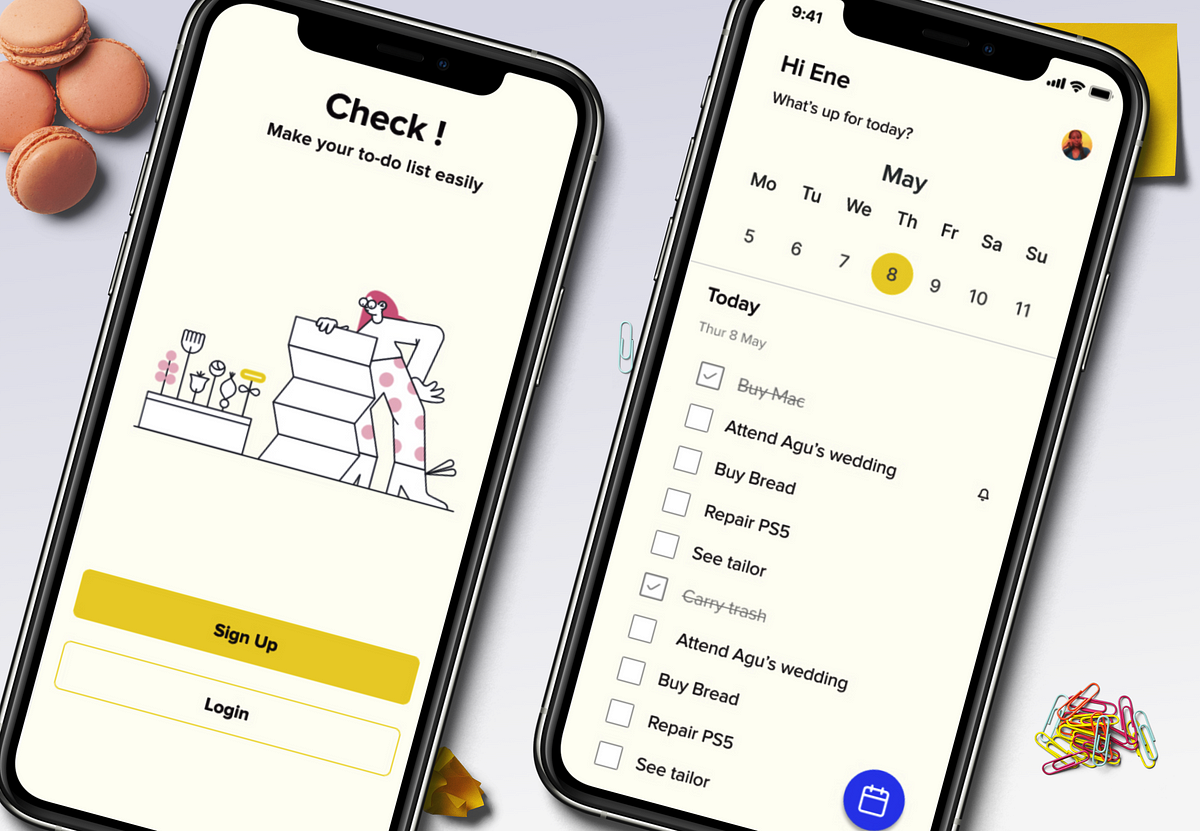 Check !
Make your to-do list easily
Sign Up
Login
9:41
Hi Ene
What's up for today?
May
Mo Tu We Th Fr Sa Su
5 6 7 8 9 10 11
Today
Thur 8 May
Buy Mac
Attend Agu's wedding
Buy Bread
Repair PS5
See tailor
Carry trash
Attend Agu's wedding
Buy Bread
Repair PS5
See tailor